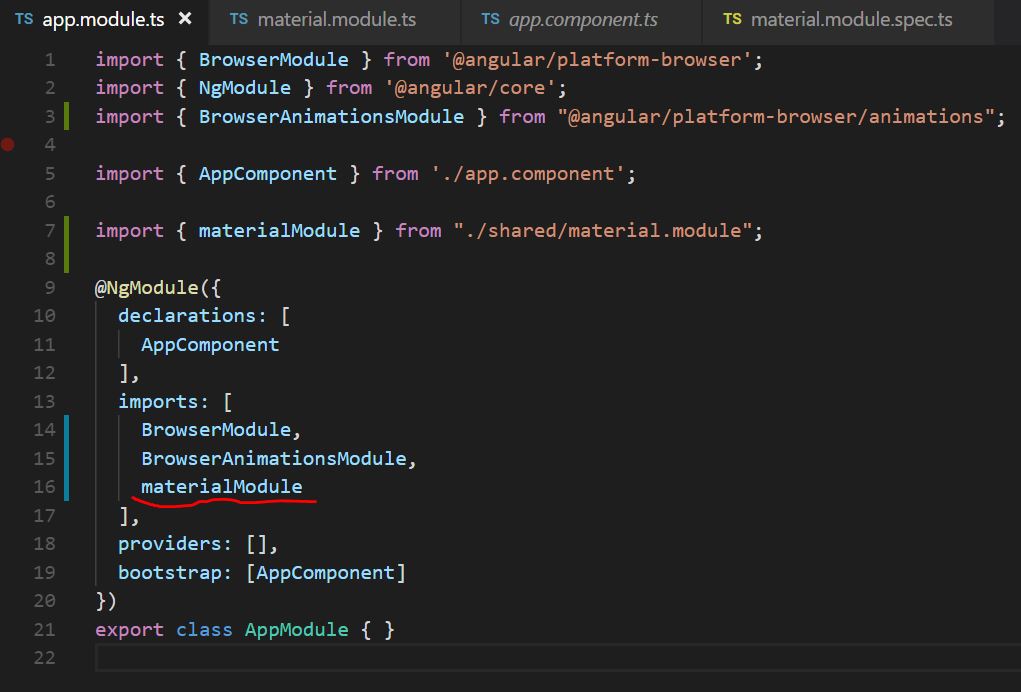 TS app.module.ts × TS material.module.ts TS app.component.ts TS material.module.spec.ts
1 import { BrowserModule } from '@angular/platform-browser';
2 import { NgModule } from '@angular/core';
3 import { BrowserAnimationsModule } from "@angular/platform-browser/animations";
4
5 import { AppComponent } from './app.component';
6
7 import { materialModule } from "./shared/material.module";
8
9 @NgModule({
10   declarations: [
11     AppComponent
12   ],
13   imports: [
14     BrowserModule,
15     BrowserAnimationsModule,
16     materialModule
17   ],
18   providers: [],
19   bootstrap: [AppComponent]
20 })
21 export class AppModule { }
22